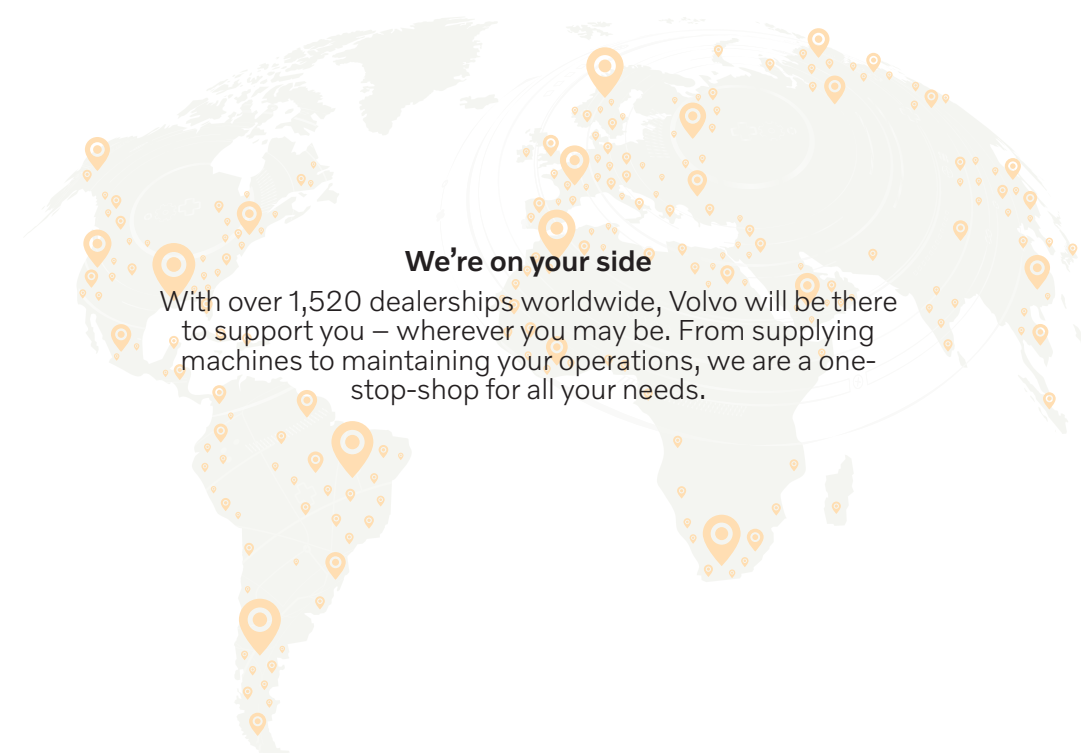 We’re on your side
With over 1,520 dealerships worldwide, Volvo will be there
to support you – wherever you may be. From supplying
machines to maintaining your operations, we are a one-
stop-shop for all your needs.